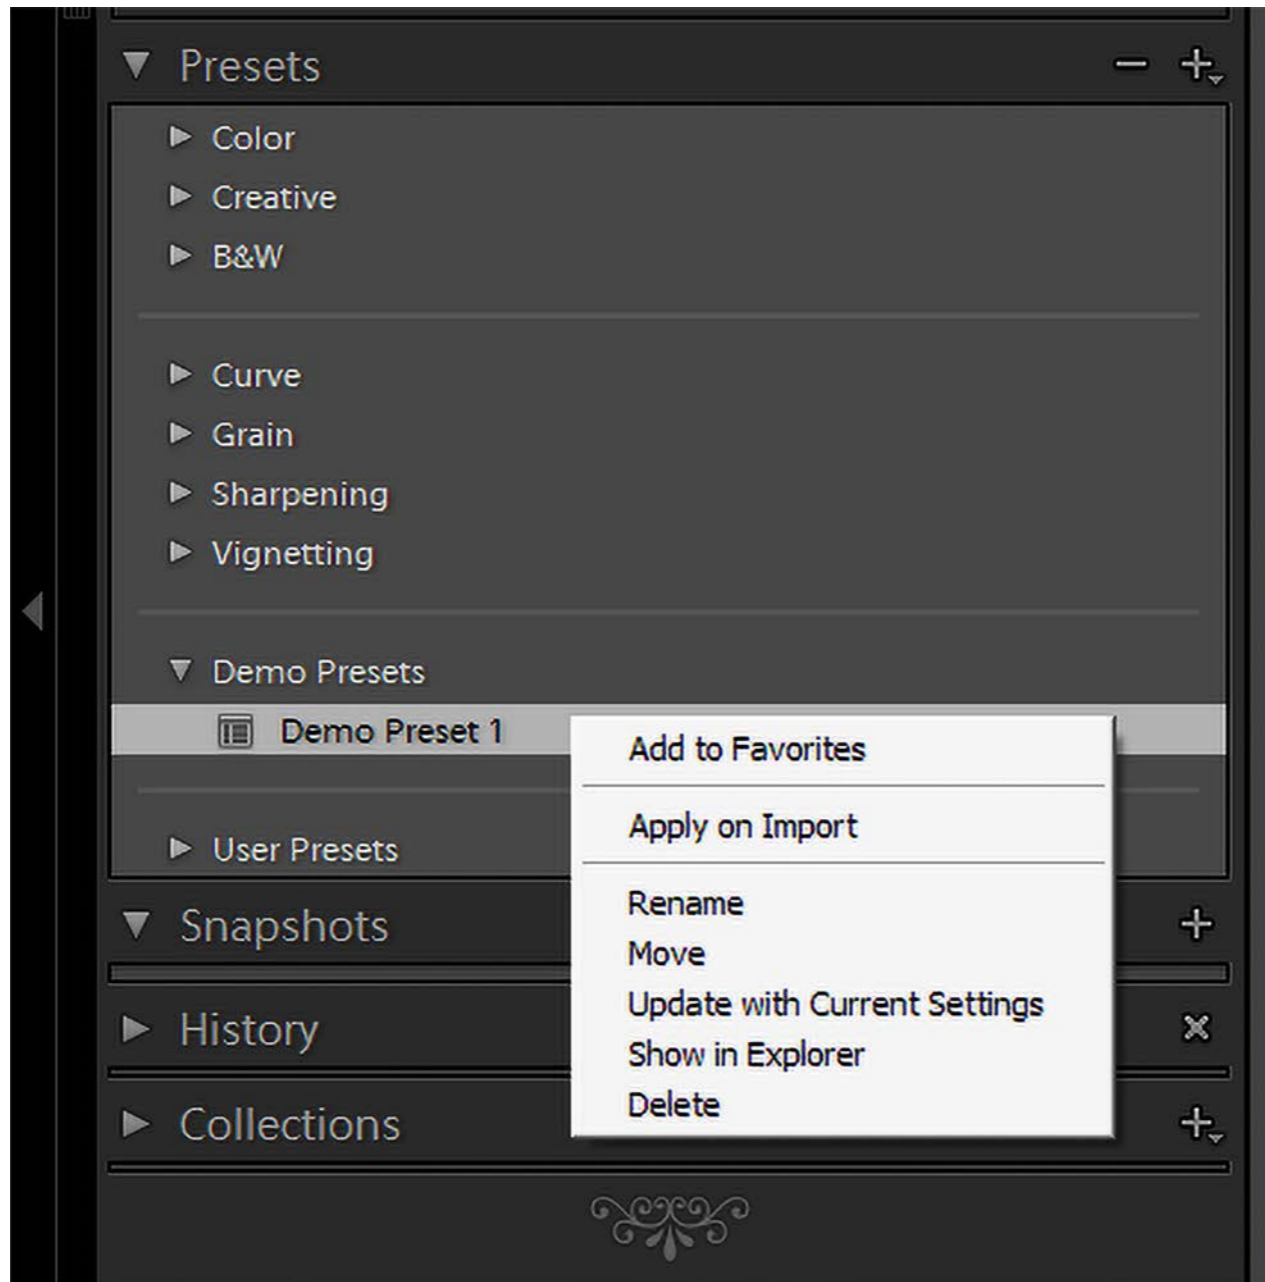 Presets
Color
Creative
B&W
Curve
Grain
Sharpening
Vignetting
Demo Presets
Demo Preset 1
Add to Favorites
Apply on Import
User Presets
Rename
Snapshots
Move
Update with Current Settings
History
Show in Explorer
Delete
Collections